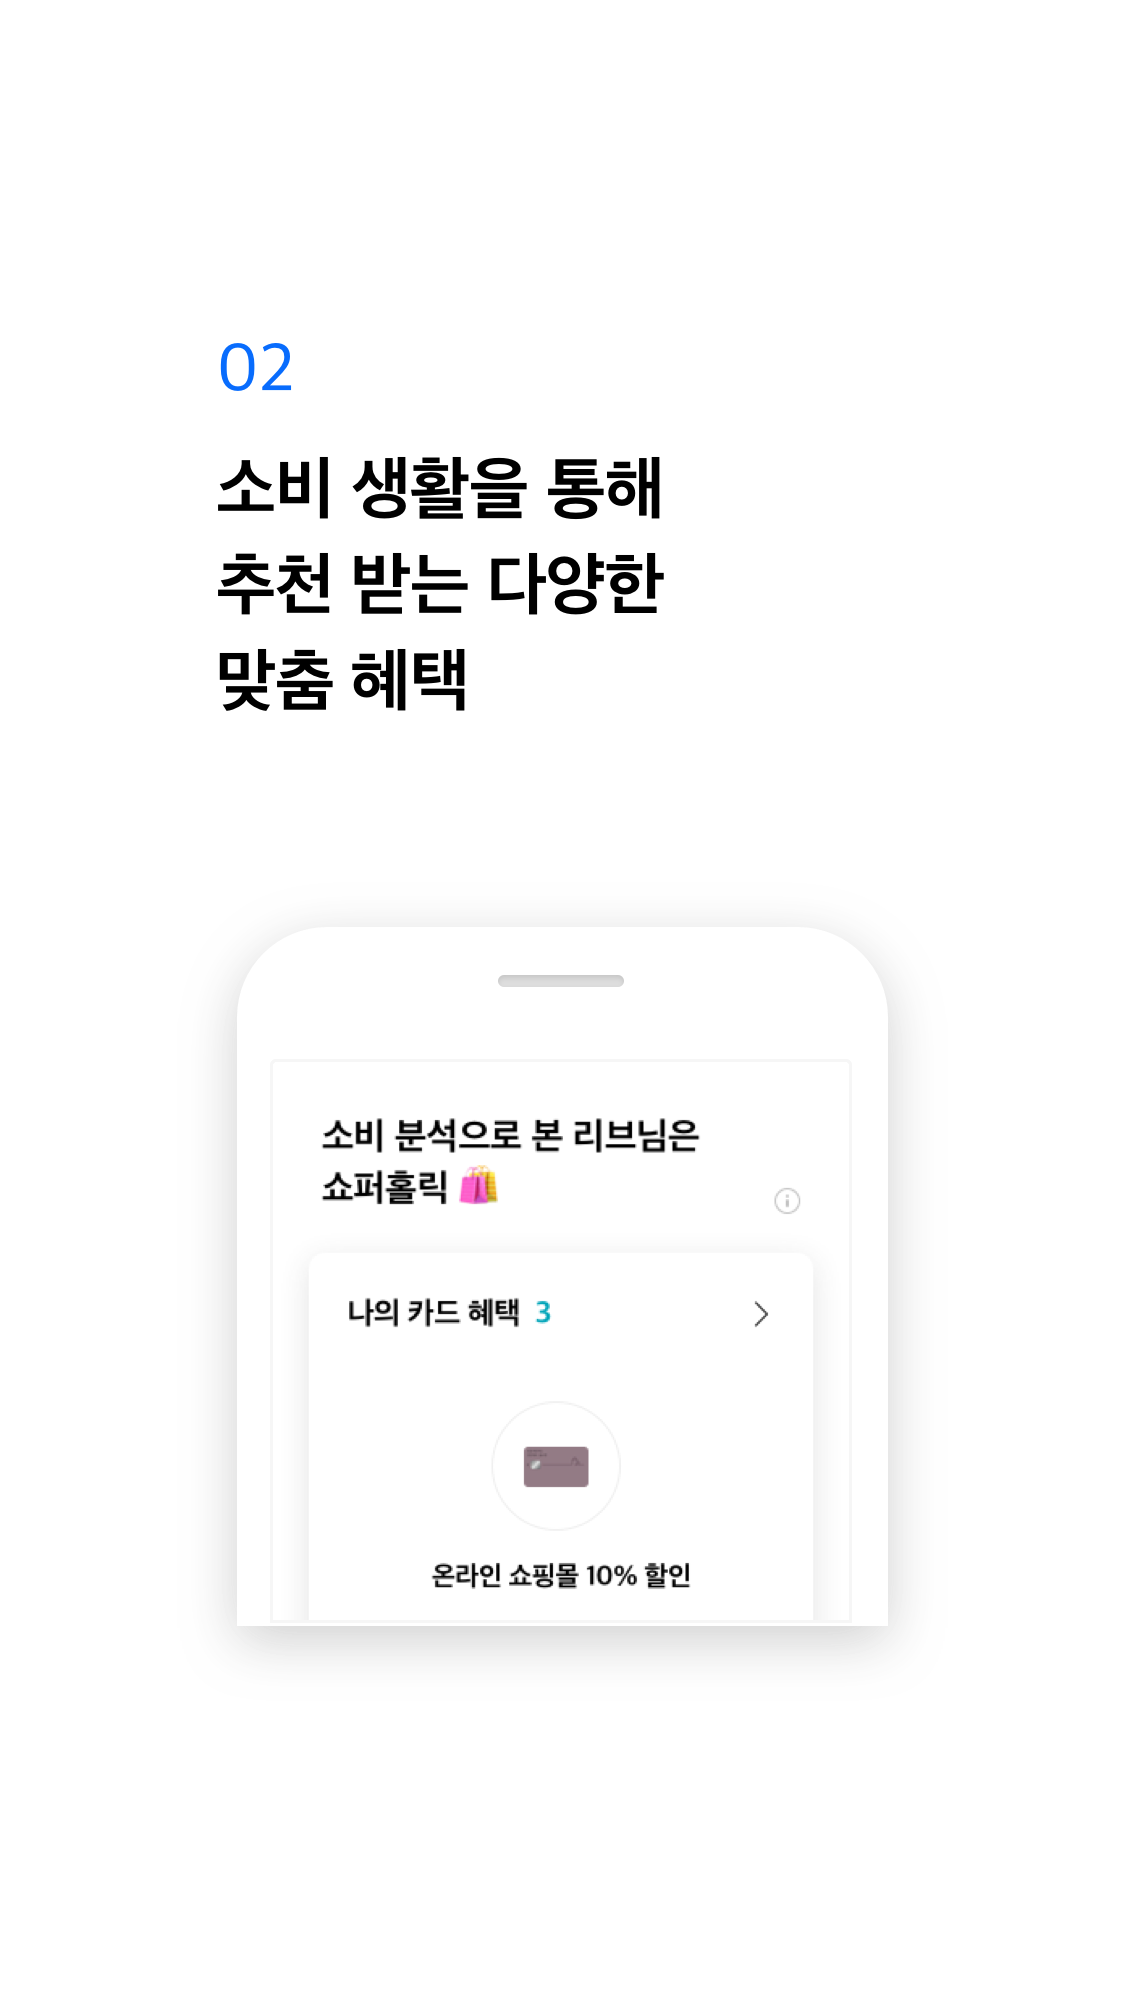 02
소비 생활을 통해
추천 받는 다양한
맞춤 혜택
소비 분석으로 본 리브님은
쇼퍼홀릭
나의 카드 혜택 3
온라인 쇼핑몰 10% 할인